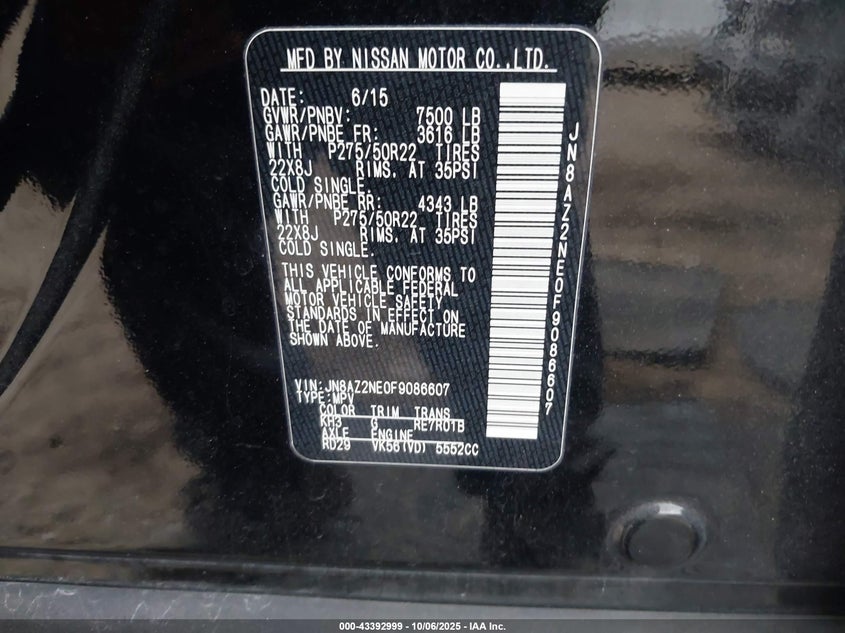 MFD BY NISSAN MOTOR CO.,LTD.
DATE: 6/15
GVWR/PNBV: 7500 LB
GAWR/PNBE FR: 3616 LB
WITH P275/50R22 TIRES
22X8J RIMS. AT 35PSI
COLD SINGLE.
GAWR/PNBE RR: 4343 LB
WITH P275/50R22 TIRES
22X8J RIMS. AT 35PSI
COLD SINGLE.
THIS VEHICLE CONFORMS TO
ALL APPLICABLE FEDERAL
MOTOR VEHICLE SAFETY
STANDARDS IN EFFECT ON
THE DATE OF MANUFACTURE
SHOWN ABOVE.
VIN:JN8AZ2NE0F9086607
TYPE:MPV
COLOR TRIM TRANS
KH3 G RE7R01B
AXLE ENGINE
RD29 VK56(VD) 5552CC
JN8AZ2NE0F9086607
000-43392999 - 10/06/2025 - IAA Inc.